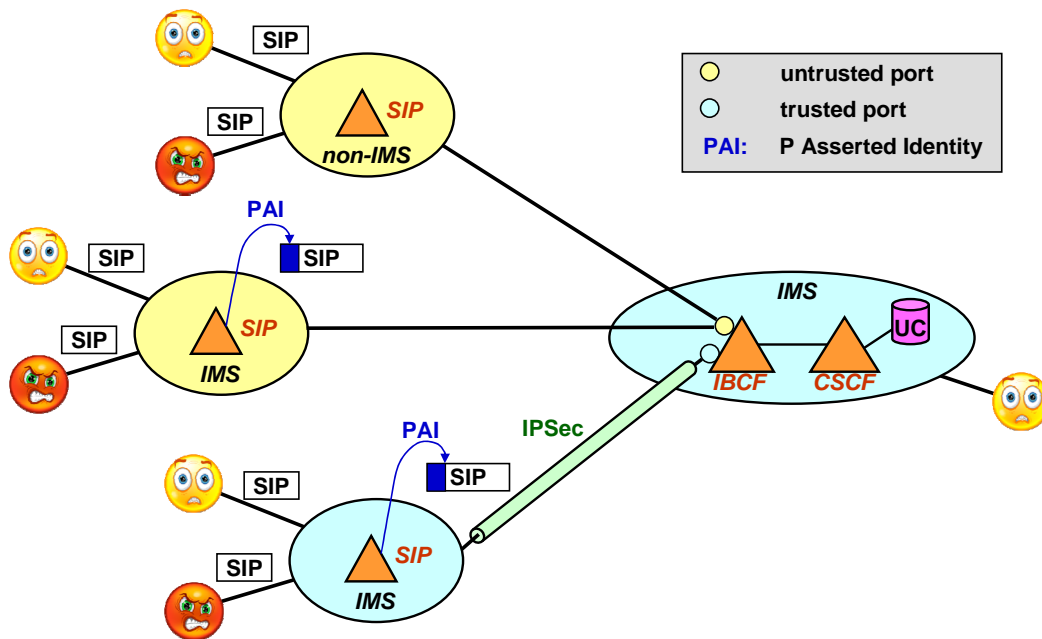 SIP
SIP
SIP
non-IMS
untrusted port
trusted port
PAI: P Asserted Identity
PAI
SIP
SIP
SIP
SIP
IMS
IMS
UC
IBCF
CSCF
IPSec
PAI
SIP
SIP
SIP
SIP
IMS